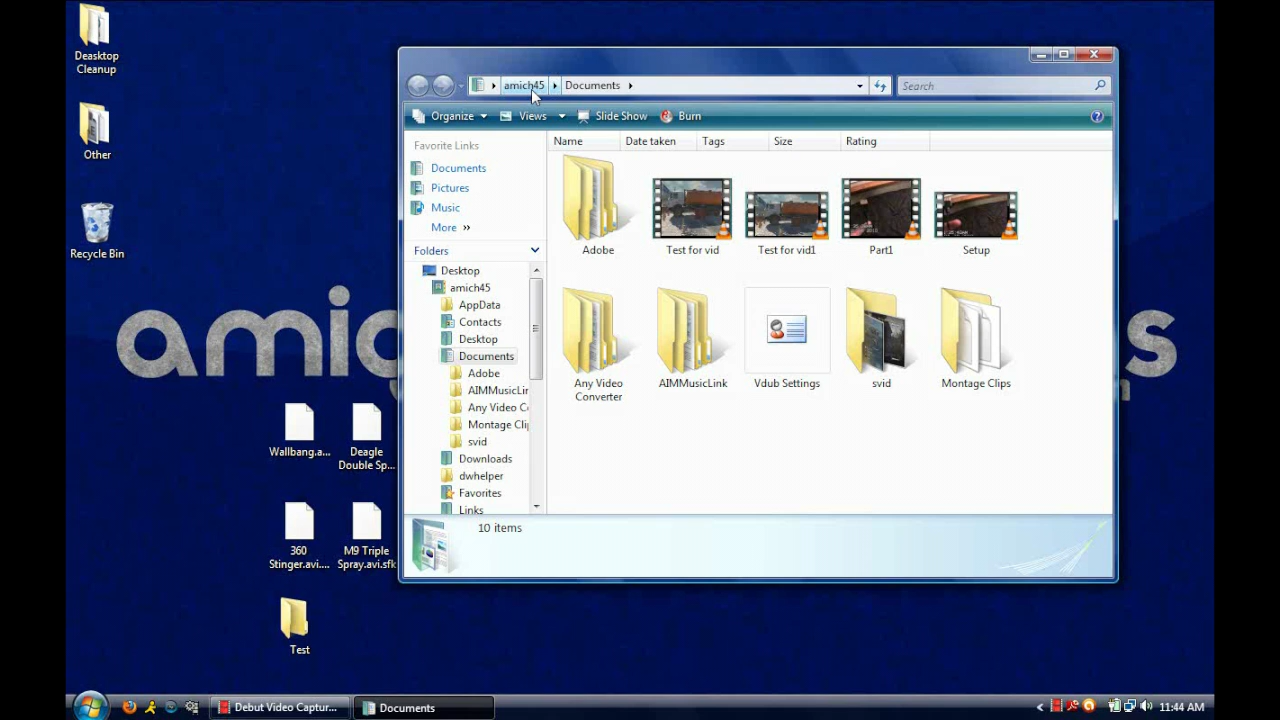 Deasktop
Cleanup
Other
Recycle Bin
amich45
Documents
Search
Organize
Views
Slide Show
Burn
Favorite Links
Documents
Pictures
Music
More
Folders
Desktop
amich45
AppData
Contacts
Desktop
Documents
Adobe
AIMMusicLin
Any Video Co
Montage Clip
svid
Downloads
dwhelper
Favorites
Links
Name
Date taken
Tags
Size
Rating
Adobe
Test for vid
Test for vid1
Part1
Setup
Any Video
Converter
AIMMusicLink
Vdub Settings
svid
Montage Clips
10 items
Wallbang.a...
Deagle
Double Sp...
360
Stinger.avi....
M9 Triple
Spray.avi.sfk
Test
Debut Video Captur...
Documents
11:44 AM